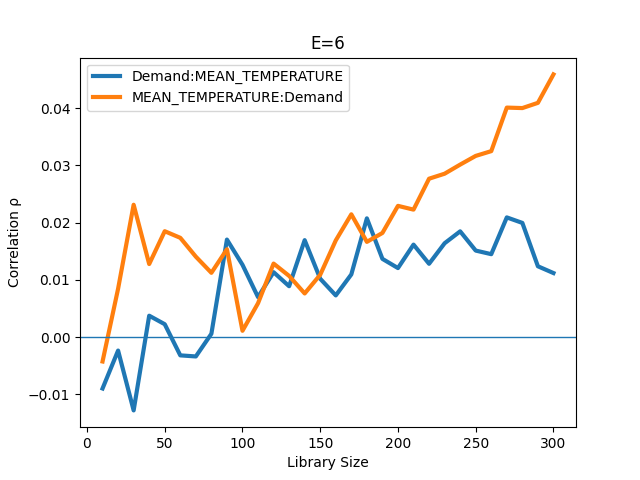 E=6
Demand:MEAN_TEMPERATURE
MEAN_TEMPERATURE:Demand
0.04
0.03
0.02
0.01
0.00
−0.01
Correlation ρ
0 50 100 150 200 250 300
Library Size